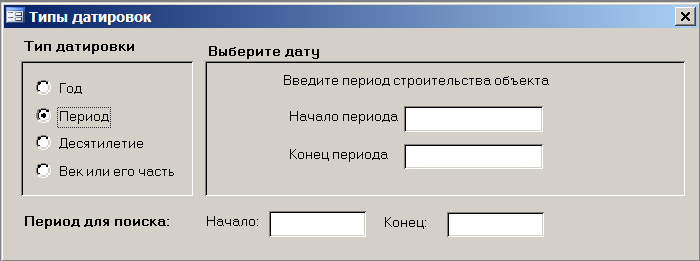 Типы датировок
Тип датировки
Год
Период
Десятилетие
Век или его часть
Выберите дату
Введите период строительства объекта
Начало периода
Конец периода
Период для поиска: Начало: Конец: